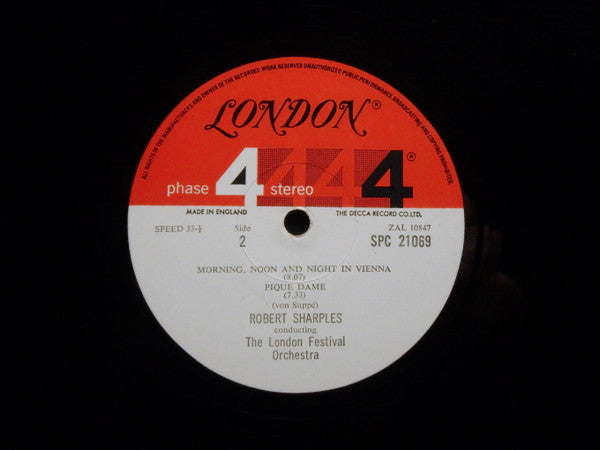 ALL RIGHTS OF THE MANUFACTURERS AND OWNER OF THE RECORDED WORK RESERVED UNAUTHORIZED PUBLIC PERFORMANCE BROADCASTING AND COPYING PROHIBITED.
LONDON®
phase 4 stereo 4 4 4®
MADE IN ENGLAND THE DECCA RECORD CO. LTD.
SPEED 33⅓ Side ZAL 10847
2 SPC 21069
MORNING, NOON AND NIGHT IN VIENNA
(8.07)
PIQUE DAME
(7.33)
(von Suppé)
ROBERT SHARPLES
conducting
The London Festival
Orchestra